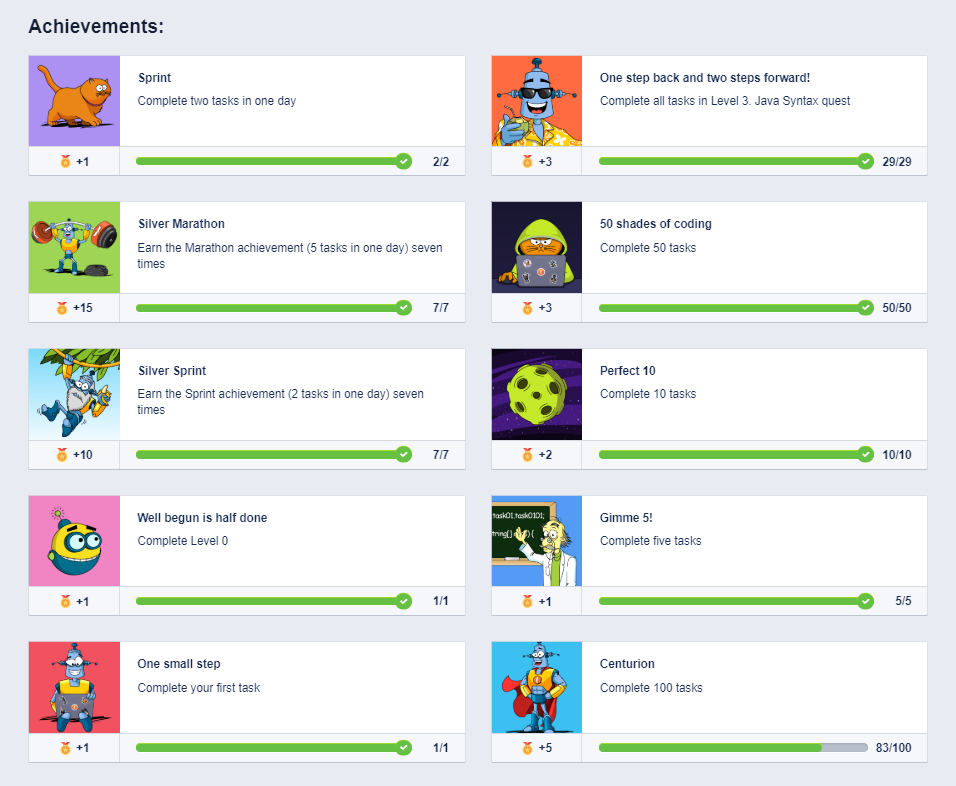 Achievements:
Sprint
Complete two tasks in one day
+1
2/2
One step back and two steps forward!
Complete all tasks in Level 3. Java Syntax quest
+3
29/29
Silver Marathon
Earn the Marathon achievement (5 tasks in one day) seven
times
+15
7/7
50 shades of coding
Complete 50 tasks
+3
50/50
Silver Sprint
Earn the Sprint achievement (2 tasks in one day) seven
times
+10
7/7
Perfect 10
Complete 10 tasks
+2
10/10
Well begun is half done
Complete Level 0
+1
1/1
task01.task0101;
tring[] a
){
Gimme 5!
Complete five tasks
+1
5/5
One small step
Complete your first task
+1
1/1
Centurion
Complete 100 tasks
+5
83/100